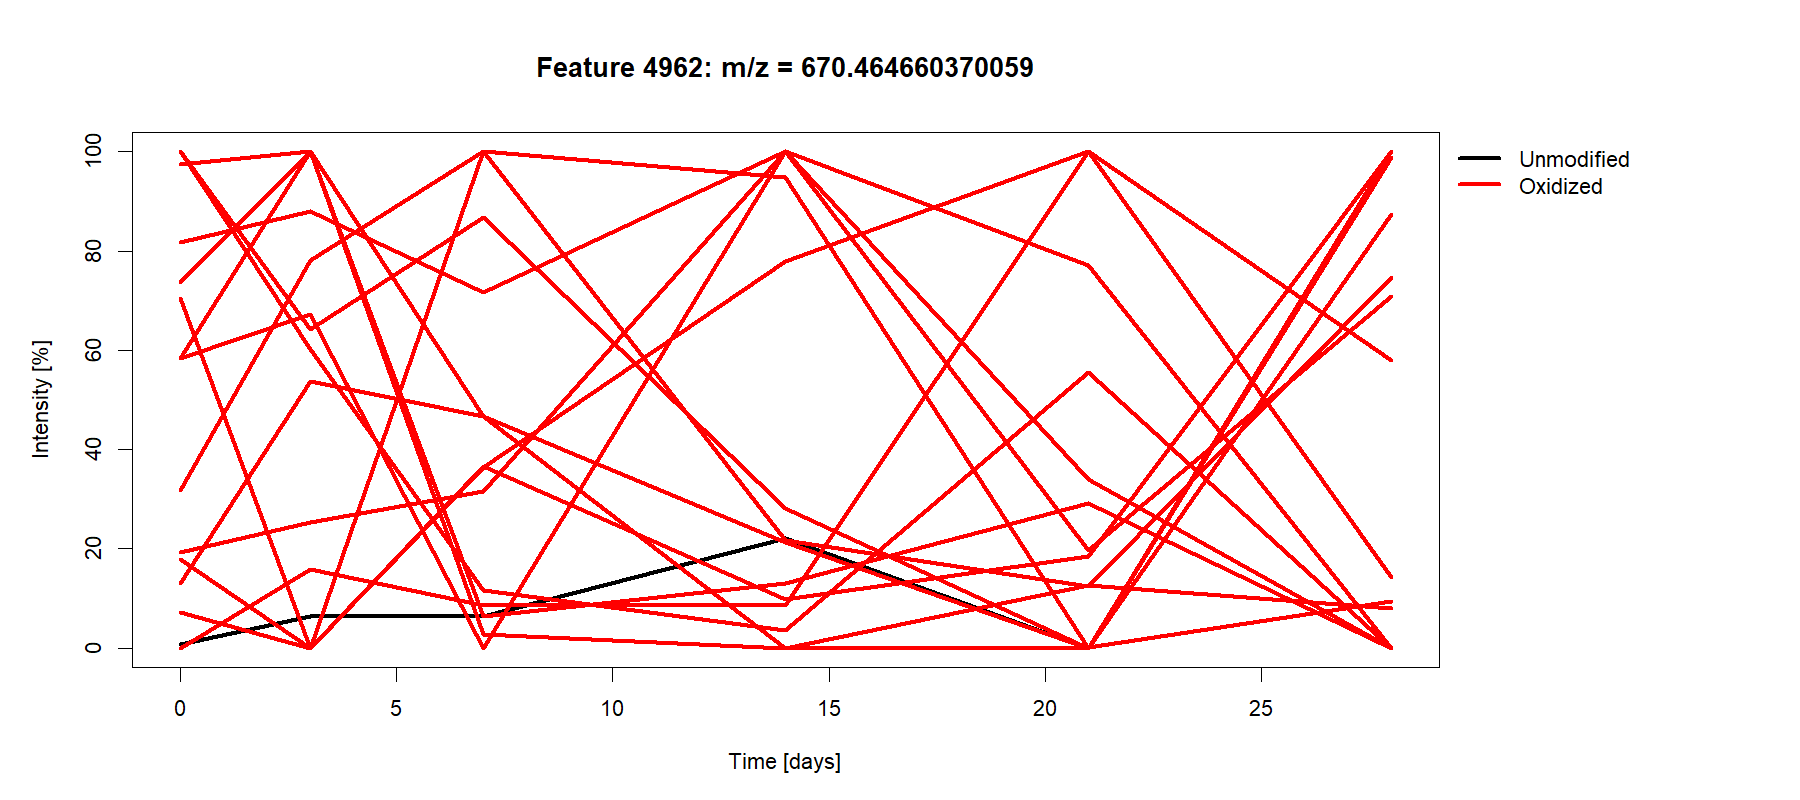 Feature 4962: m/z = 670.464660370059
Unmodified
Oxidized
Intensity [%]
100
80
60
40
20
0
0 5 10 15 20 25
Time [days]